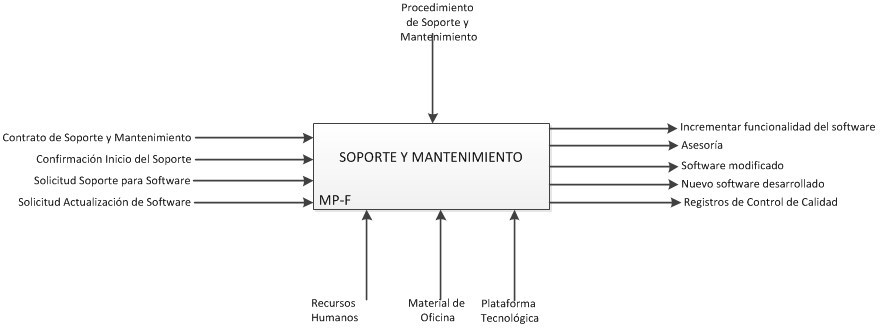 Procedimiento
de Soporte y
Mantenimiento
Contrato de Soporte y Mantenimiento
Confirmación Inicio del Soporte
Solicitud Soporte para Software
Solicitud Actualización de Software
SOPORTE Y MANTENIMIENTO
MP-F
Incrementar funcionalidad del software
Asesoría
Software modificado
Nuevo software desarrollado
Registros de Control de Calidad
Recursos
Humanos
Material de
Oficina
Plataforma
Tecnológica